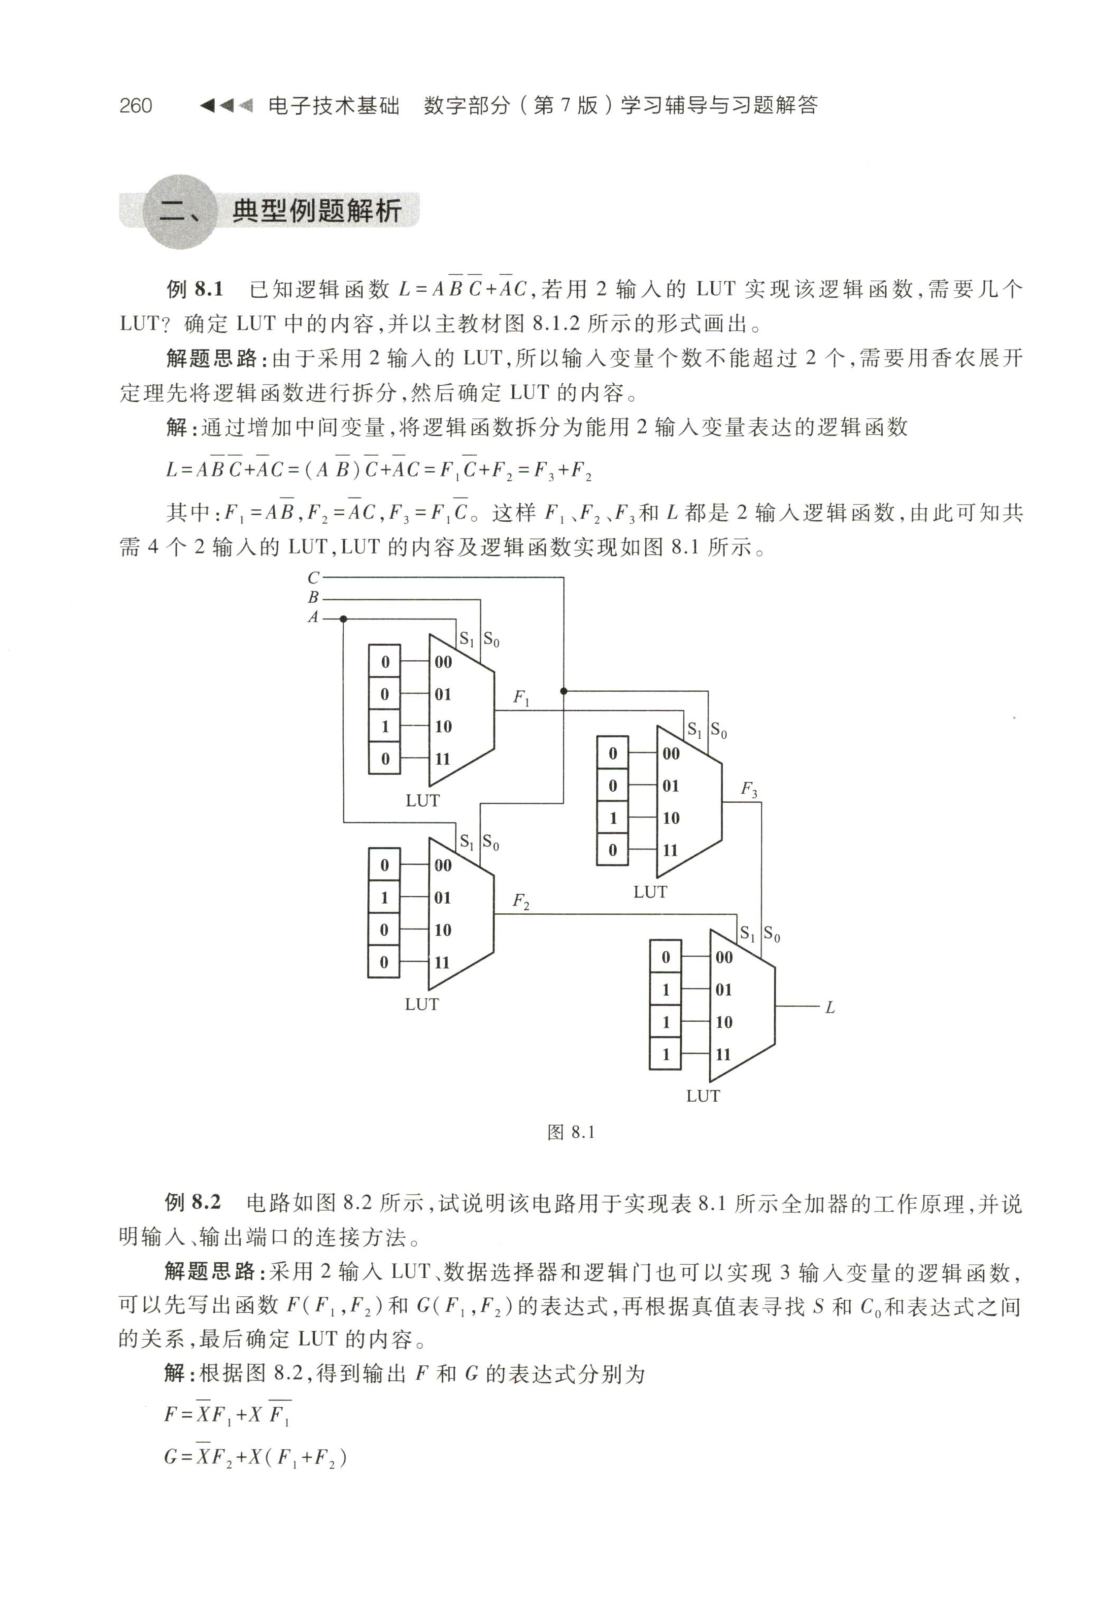 260 ◀◀◀ 电子技术基础 数字部分(第7版)学习辅导与习题解答
二、 典型例题解析
例 8.1 已知逻辑函数 L=AB̅ C̅+A̅C,若用 2 输入的 LUT 实现该逻辑函数,需要几个
LUT? 确定 LUT 中的内容,并以主教材图 8.1.2 所示的形式画出。
解题思路:由于采用 2 输入的 LUT,所以输入变量个数不能超过 2 个,需要用香农展开
定理先将逻辑函数进行拆分,然后确定 LUT 的内容。
解:通过增加中间变量,将逻辑函数拆分为能用 2 输入变量表达的逻辑函数
L=AB̅ C̅+A̅C=(A B̅)C̅+A̅C=F₁C̅+F₂=F₃+F₂
其中:F₁=AB̅,F₂=A̅C,F₃=F₁C̅。这样 F₁、F₂、F₃和 L 都是 2 输入逻辑函数,由此可知共
需 4 个 2 输入的 LUT,LUT 的内容及逻辑函数实现如图 8.1 所示。
C
B
A
S₁ S₀
0 00
0 01
1 10
0 11
F₁
LUT
S₁ S₀
0 00
0 01
1 10
0 11
F₃
LUT
S₁ S₀
0 00
1 01
0 10
0 11
F₂
LUT
S₁ S₀
0 00
1 01
1 10
1 11
L
LUT
图 8.1
例 8.2 电路如图 8.2 所示,试说明该电路用于实现表 8.1 所示全加器的工作原理,并说
明输入、输出端口的连接方法。
解题思路:采用 2 输入 LUT、数据选择器和逻辑门也可以实现 3 输入变量的逻辑函数,
可以先写出函数 F(F₁,F₂)和 G(F₁,F₂)的表达式,再根据真值表寻找 S 和 Cₒ和表达式之间
的关系,最后确定 LUT 的内容。
解:根据图 8.2,得到输出 F 和 G 的表达式分别为
F=X̅F₁+X F̅₁
G=X̅F₂+X(F₁+F₂)